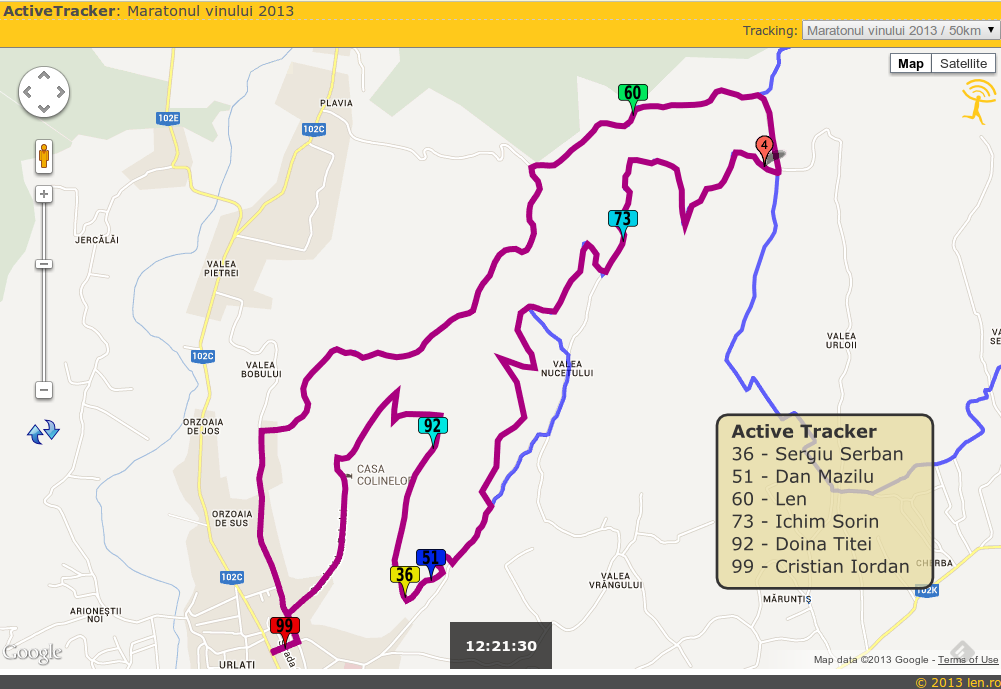 ActiveTracker: Maratonul vinului 2013
Tracking: Maratonul vinului 2013 / 50km
Map Satellite
60
PLAVIA
102E
102C
4
73
JERCĂLĂI
VALEA
PIETREI
VALEA
URLOII
102C
VALEA
BOBULUI
VALEA
NUCETULUI
ORZOAIA
DE JOS
92
CASA
COLINELOR
Active Tracker
36 - Sergiu Serban
51 - Dan Mazilu
60 - Len
73 - Ichim Sorin
92 - Doina Titei
99 - Cristian Iordan
ORZOAIA
DE SUS
51
36
102C
VALEA
VRÂNGULUI
CHERBA
102K
MĂRUNȚIȘ
ARIONEȘTII
NOI
99
12:21:30
Google
URLATI
Map data ©2013 Google - Terms of Use
© 2013 len.ro